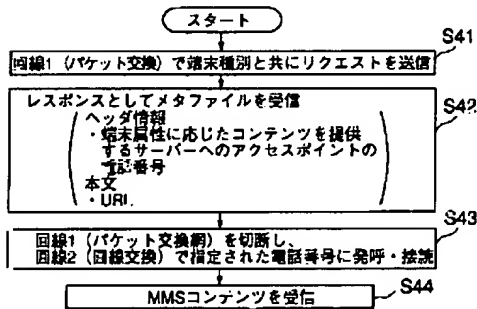 スタート
S41
回線1（パケット交換）で端末種別と共にリクエストを送信
S42
レスポンスとしてメタファイルを受信
ヘッダ情報
・端末属性に応じたコンテンツを提供
するサーバーへのアクセスポイントの
電話番号
本文
・URL
S43
回線1（パケット交換網）を切断し、
回線2（回線交換）で指定された電話番号に発呼・接続
S44
MMSコンテンツを受信